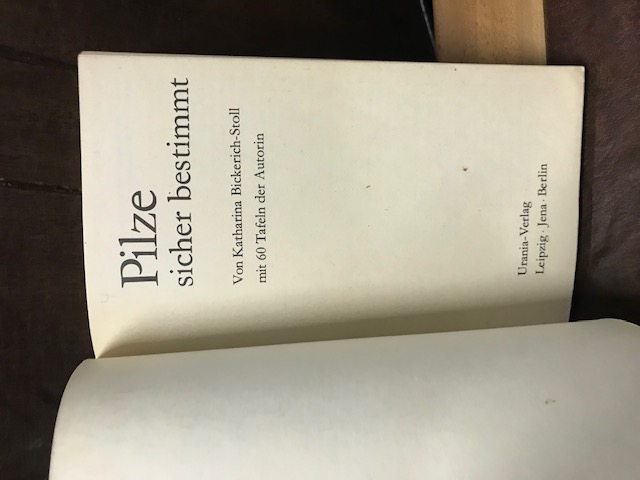 Pilze
sicher bestimmt
Von Katharina Bickerich-Stoll
mit 60 Tafeln der Autorin
Urania-Verlag
Leipzig · Jena · Berlin